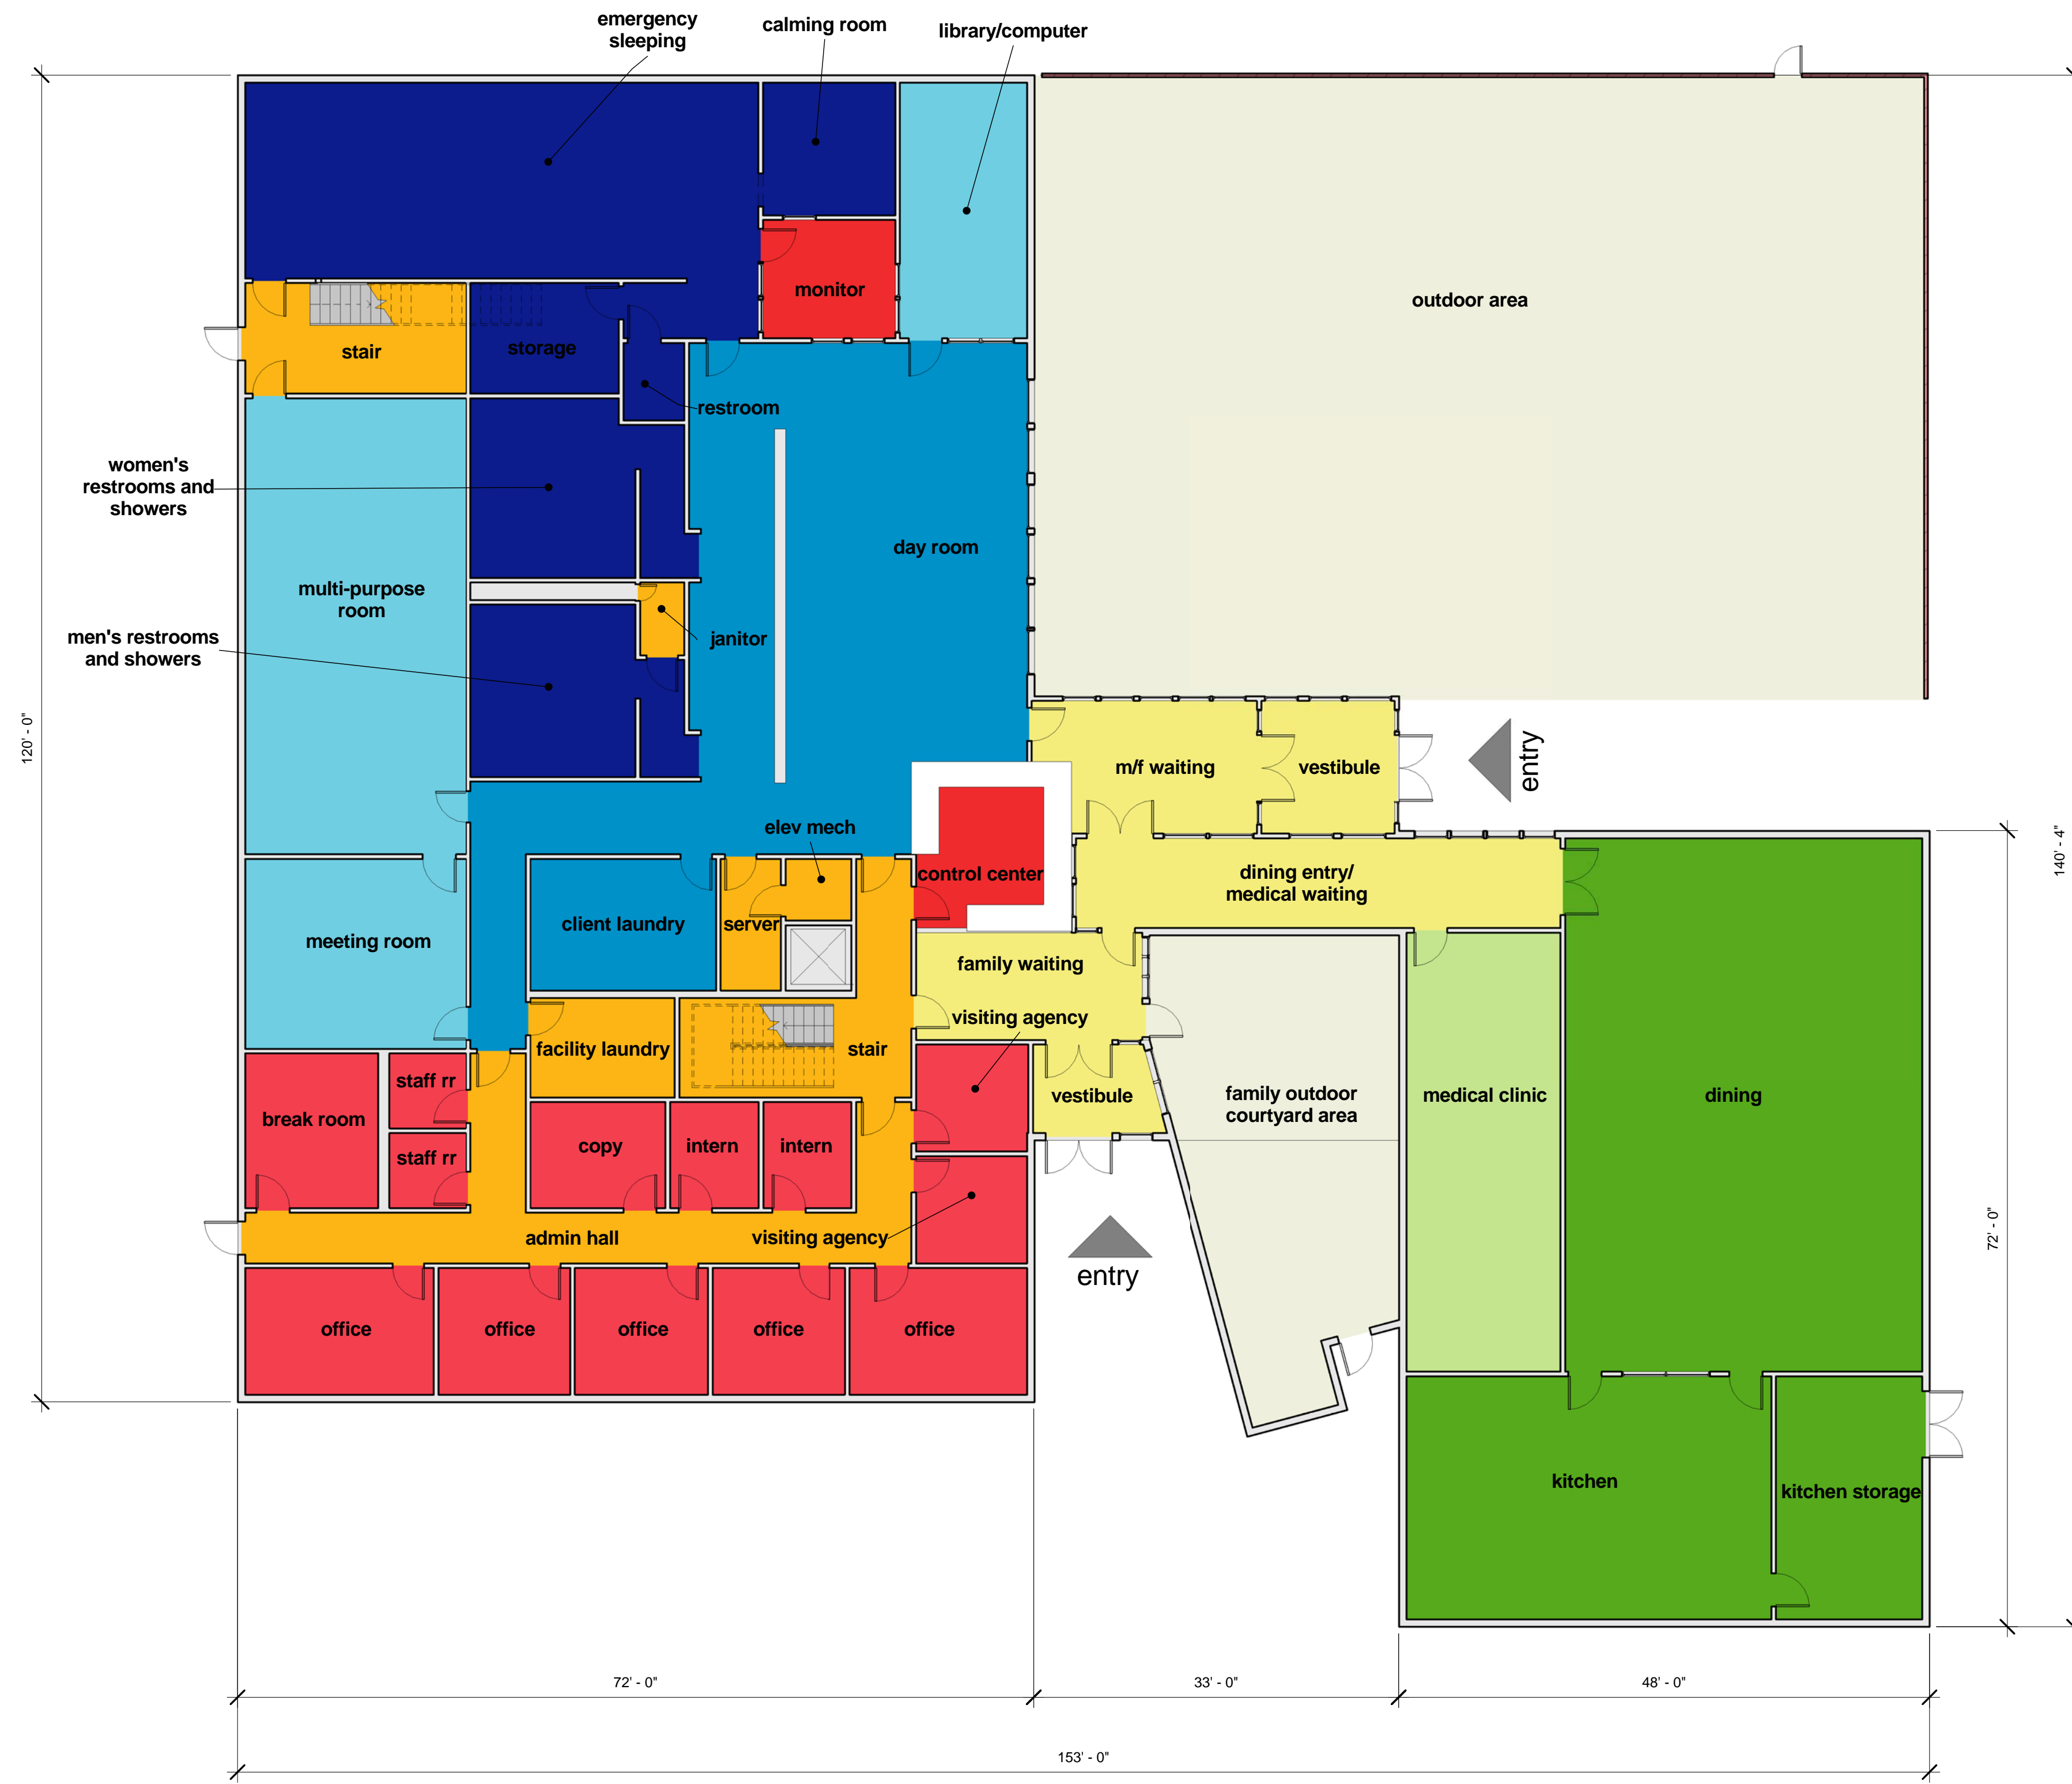 emergency
sleeping
calming room
library/computer
monitor
outdoor area
stair
storage
restroom
women's
restrooms and
showers
day room
multi-purpose
room
men's restrooms
and showers
janitor
120' - 0"
m/f waiting
vestibule
entry
elev mech
control center
dining entry/
medical waiting
140' - 4"
client laundry
server
meeting room
family waiting
visiting agency
facility laundry
stair
staff rr
break room
vestibule
family outdoor
courtyard area
medical clinic
dining
copy
intern
intern
staff rr
admin hall
visiting agency
72' - 0"
entry
office
office
office
office
office
kitchen
kitchen storage
72' - 0"
33' - 0"
48' - 0"
153' - 0"